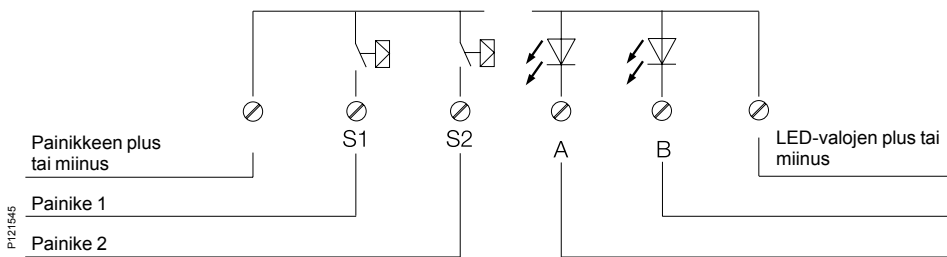 S1
S2
A
B
Painikkeen plus
tai miinus
LED-valojen plus tai
miinus
Painike 1
Painike 2
P121545